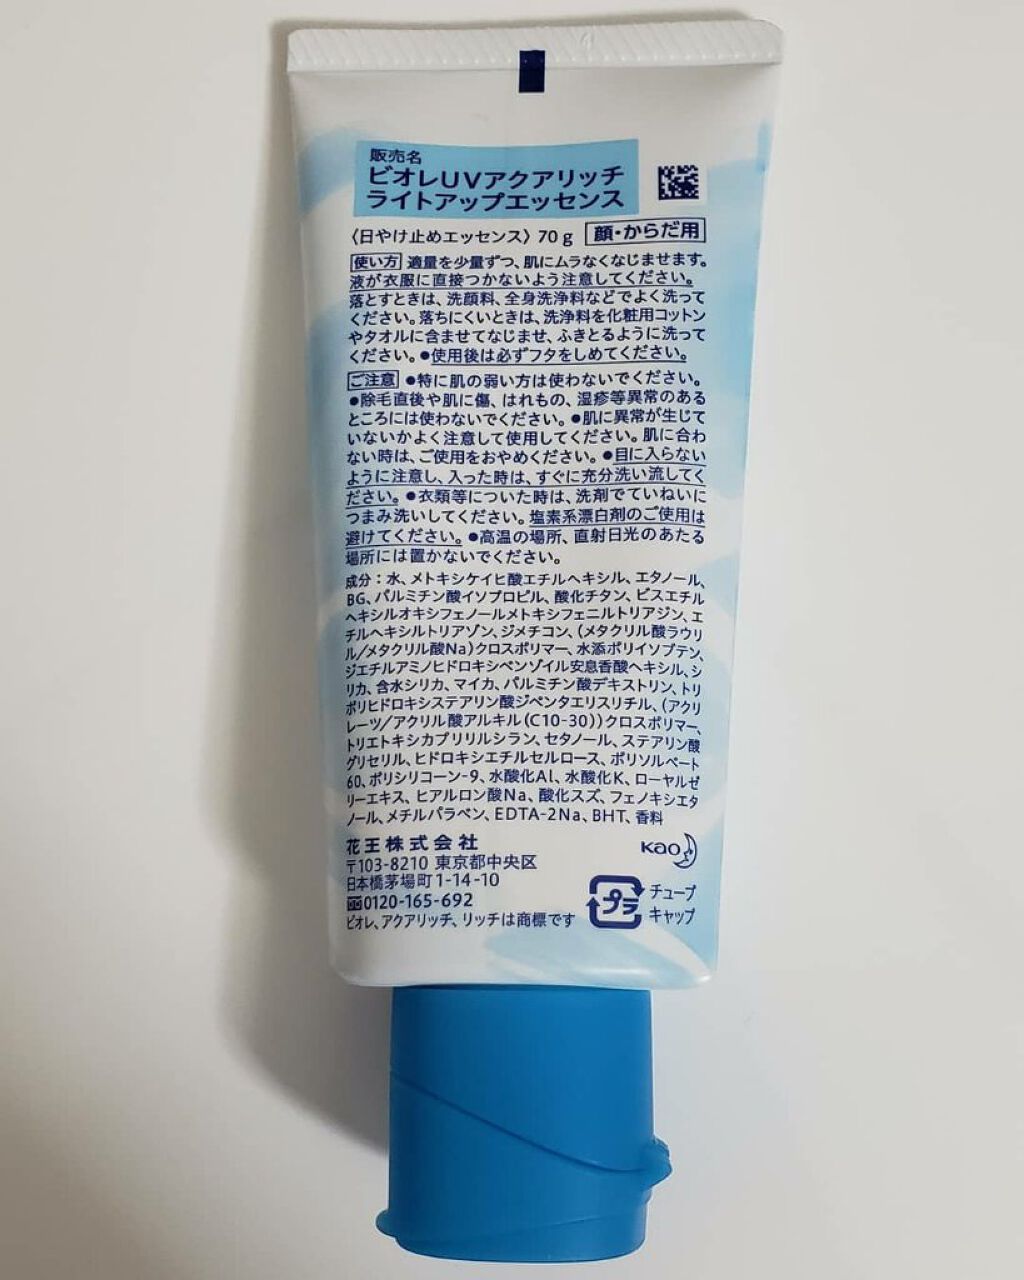 販売名
ビオレUVアクアリッチ
ライトアップエッセンス
〈日やけ止めエッセンス〉70g 顔・からだ用
使い方 適量を少量ずつ、肌にムラなくなじませます。
液が衣服に直接つかないよう注意してください。
落とすときは、洗顔料、全身洗浄料などでよく洗って
ください。落ちにくいときは、洗浄料を化粧用コットン
やタオルに含ませてなじませ、ふきとるように洗って
ください。●使用後は必ずフタをしめてください。
ご注意 ●特に肌の弱い方は使わないでください。
●除毛直後や肌に傷、はれもの、湿疹等異常のある
ところには使わないでください。●肌に異常が生じて
いないかよく注意して使用してください。肌に合わ
ない時は、ご使用をおやめください。●目に入らない
ように注意し、入った時は、すぐに充分洗い流してく
ださい。●衣類等についた時は、洗剤でていねいに
つまみ洗いしてください。塩素系漂白剤のご使用は
避けてください。●高温の場所、直射日光のあたる
場所には置かないでください。
成分：水、メトキシケイヒ酸エチルヘキシル、エタノール、
BG、パルミチン酸イソプロピル、酸化チタン、ビスエチル
ヘキシルオキシフェノールメトキシフェニルトリアジン、エ
チルヘキシルトリアゾン、ジメチコン、(メタクリル酸ラウリ
ル/メタクリル酸Na)クロスポリマー、水添ポリイソブテン、
ジエチルアミノヒドロキシベンゾイル安息香酸ヘキシル、シ
リカ、含水シリカ、マイカ、パルミチン酸デキストリン、トリ
ポリヒドロキシステアリン酸ジペンタエリスリチル、(アクリ
レーツ/アクリル酸アルキル(C10-30))クロスポリマー、
トリエトキシカプリリルシラン、セタノール、ステアリン酸
グリセリル、ヒドロキシエチルセルロース、ポリソルベート
60、ポリシリコーン-9、水酸化Al、水酸化K、ローヤルゼ
リーエキス、ヒアルロン酸Na、酸化スズ、フェノキシエタ
ノール、メチルパラベン、EDTA-2Na、BHT、香料
花王株式会社
〒103-8210 東京都中央区
日本橋茅場町1-14-10
0120-165-692
ビオレ、アクアリッチ、リッチは商標です
Kao
プラ
チューブ
キャップ